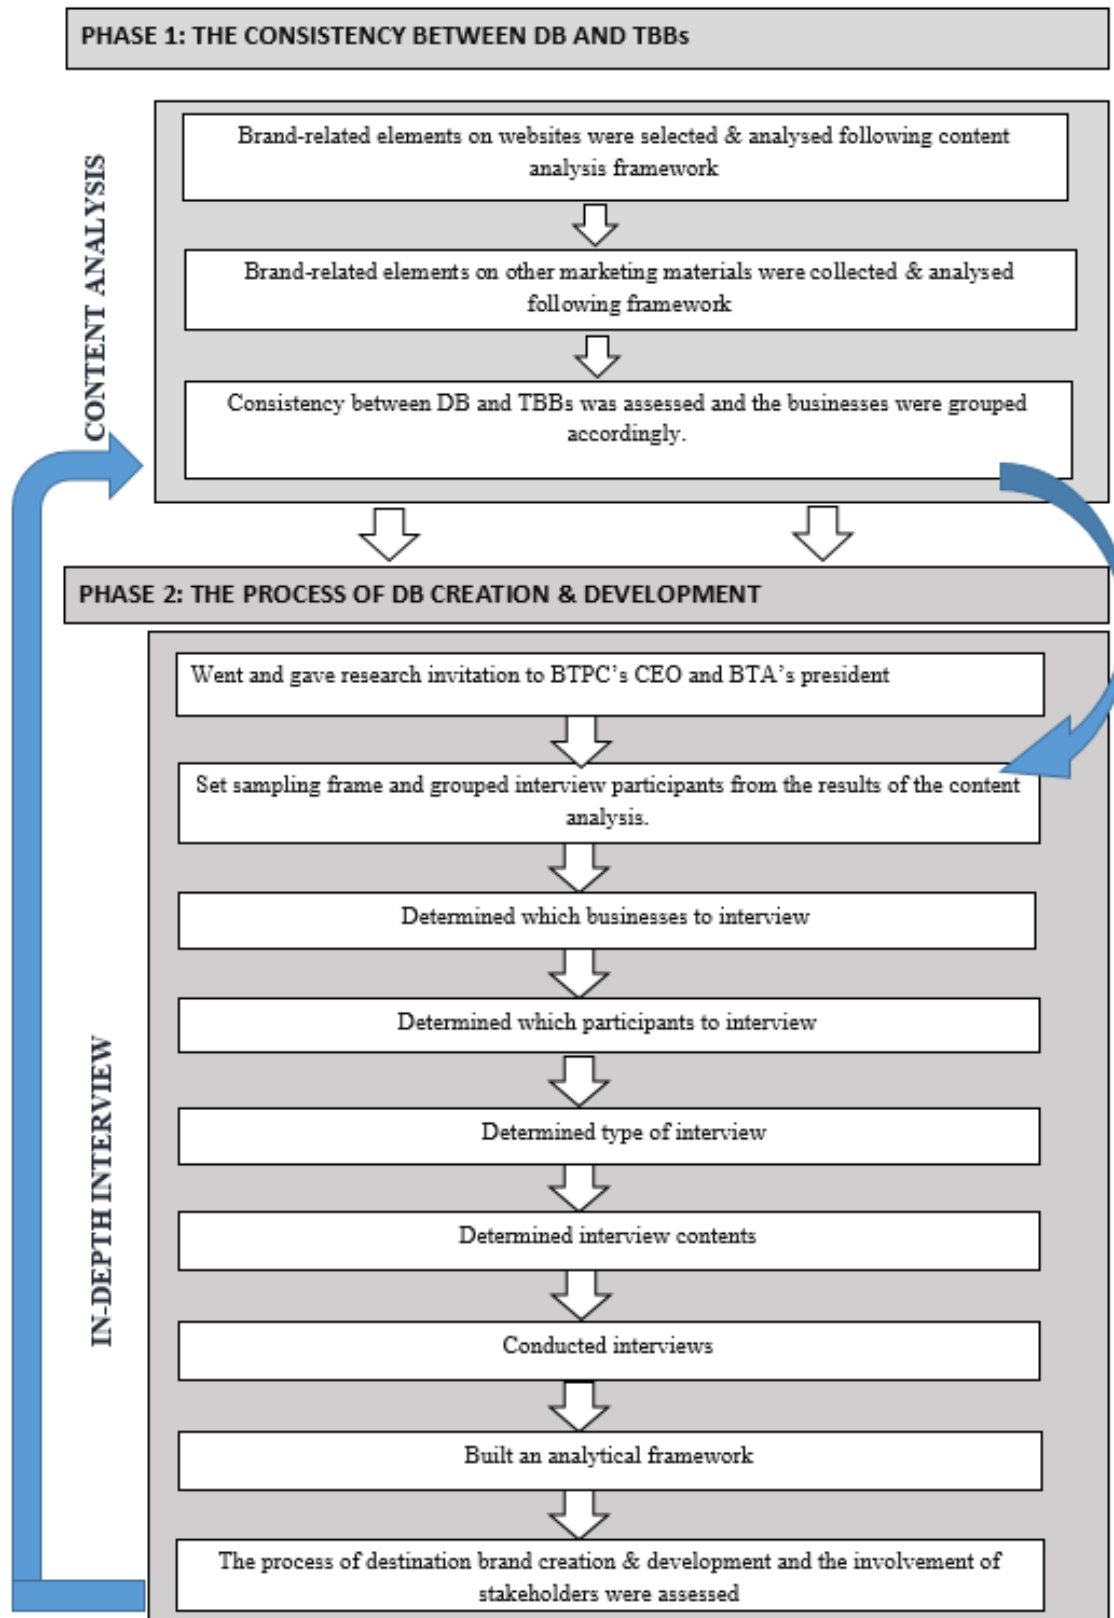 PHASE 1: THE CONSISTENCY BETWEEN DB AND TBBs
CONTENT ANALYSIS
Brand-related elements on websites were selected & analysed following content
analysis framework
Brand-related elements on other marketing materials were collected & analysed
following framework
Consistency between DB and TBBs was assessed and the businesses were grouped
accordingly.
PHASE 2: THE PROCESS OF DB CREATION & DEVELOPMENT
IN-DEPTH INTERVIEW
Went and gave research invitation to BTPC’s CEO and BTA’s president
Set sampling frame and grouped interview participants from the results of the content
analysis.
Determined which businesses to interview
Determined which participants to interview
Determined type of interview
Determined interview contents
Conducted interviews
Built an analytical framework
The process of destination brand creation & development and the involvement of
stakeholders were assessed